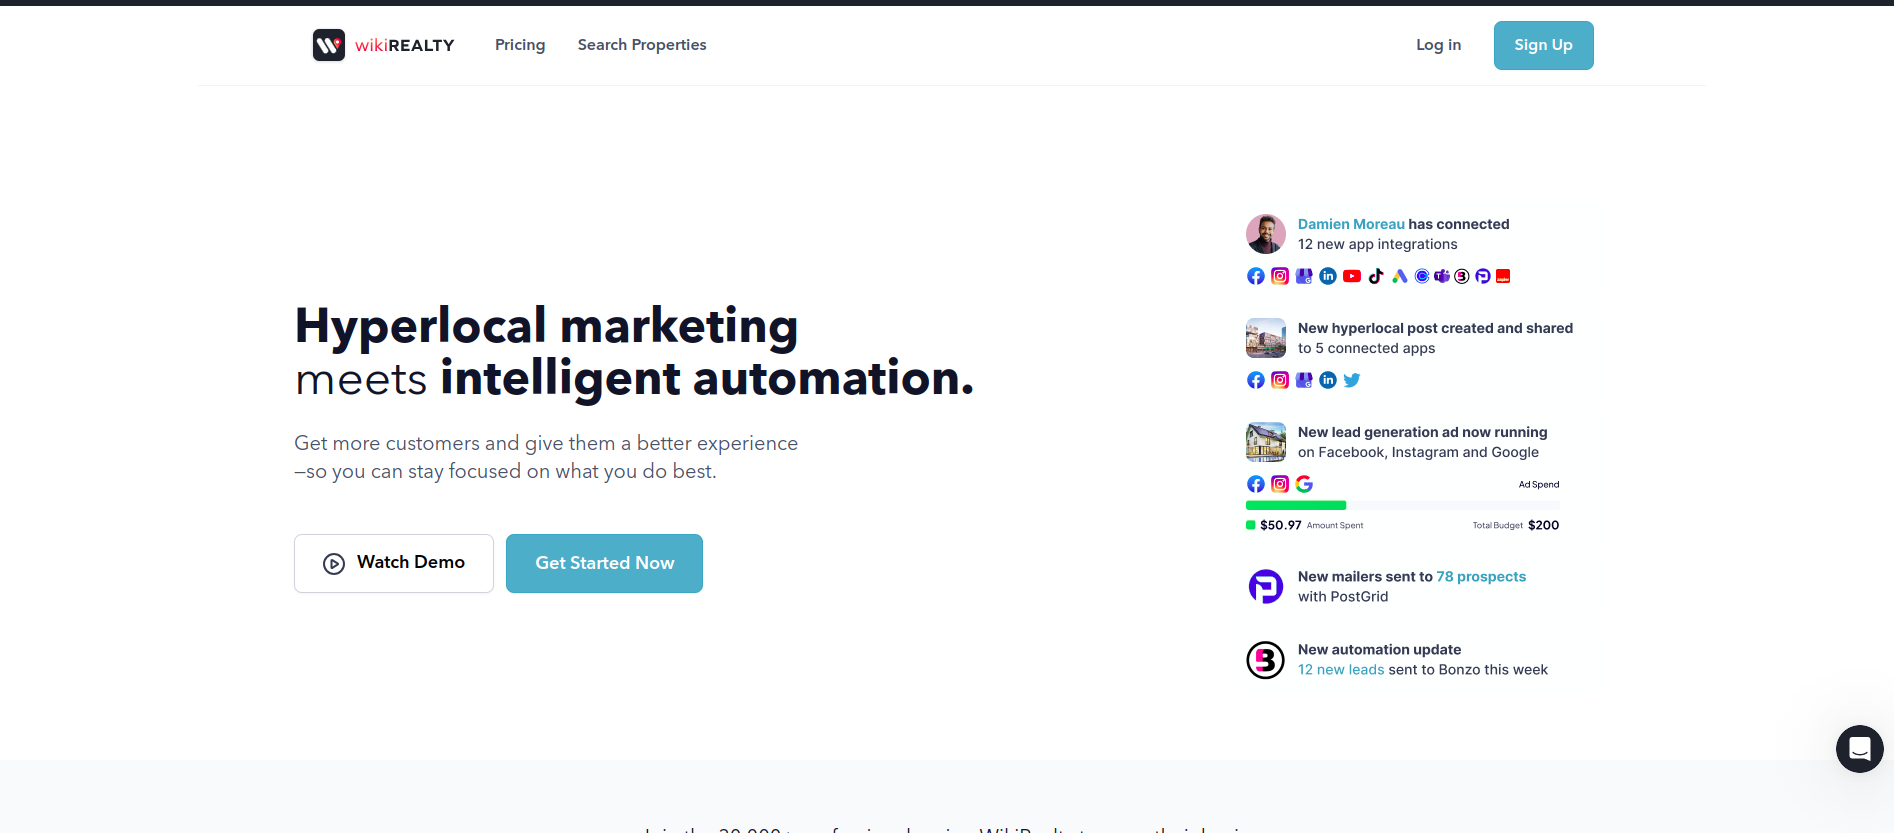 wikiREALTY
Pricing
Search Properties
Log in
Sign Up
Hyperlocal marketing
meets intelligent automation.
Get more customers and give them a better experience
—so you can stay focused on what you do best.
Watch Demo
Get Started Now
Damien Moreau has connected
12 new app integrations
New hyperlocal post created and shared
to 5 connected apps
New lead generation ad now running
on Facebook, Instagram and Google
Ad Spend
$50.97 Amount Spent
Total Budget $200
New mailers sent to 78 prospects
with PostGrid
New automation update
12 new leads sent to Bonzo this week